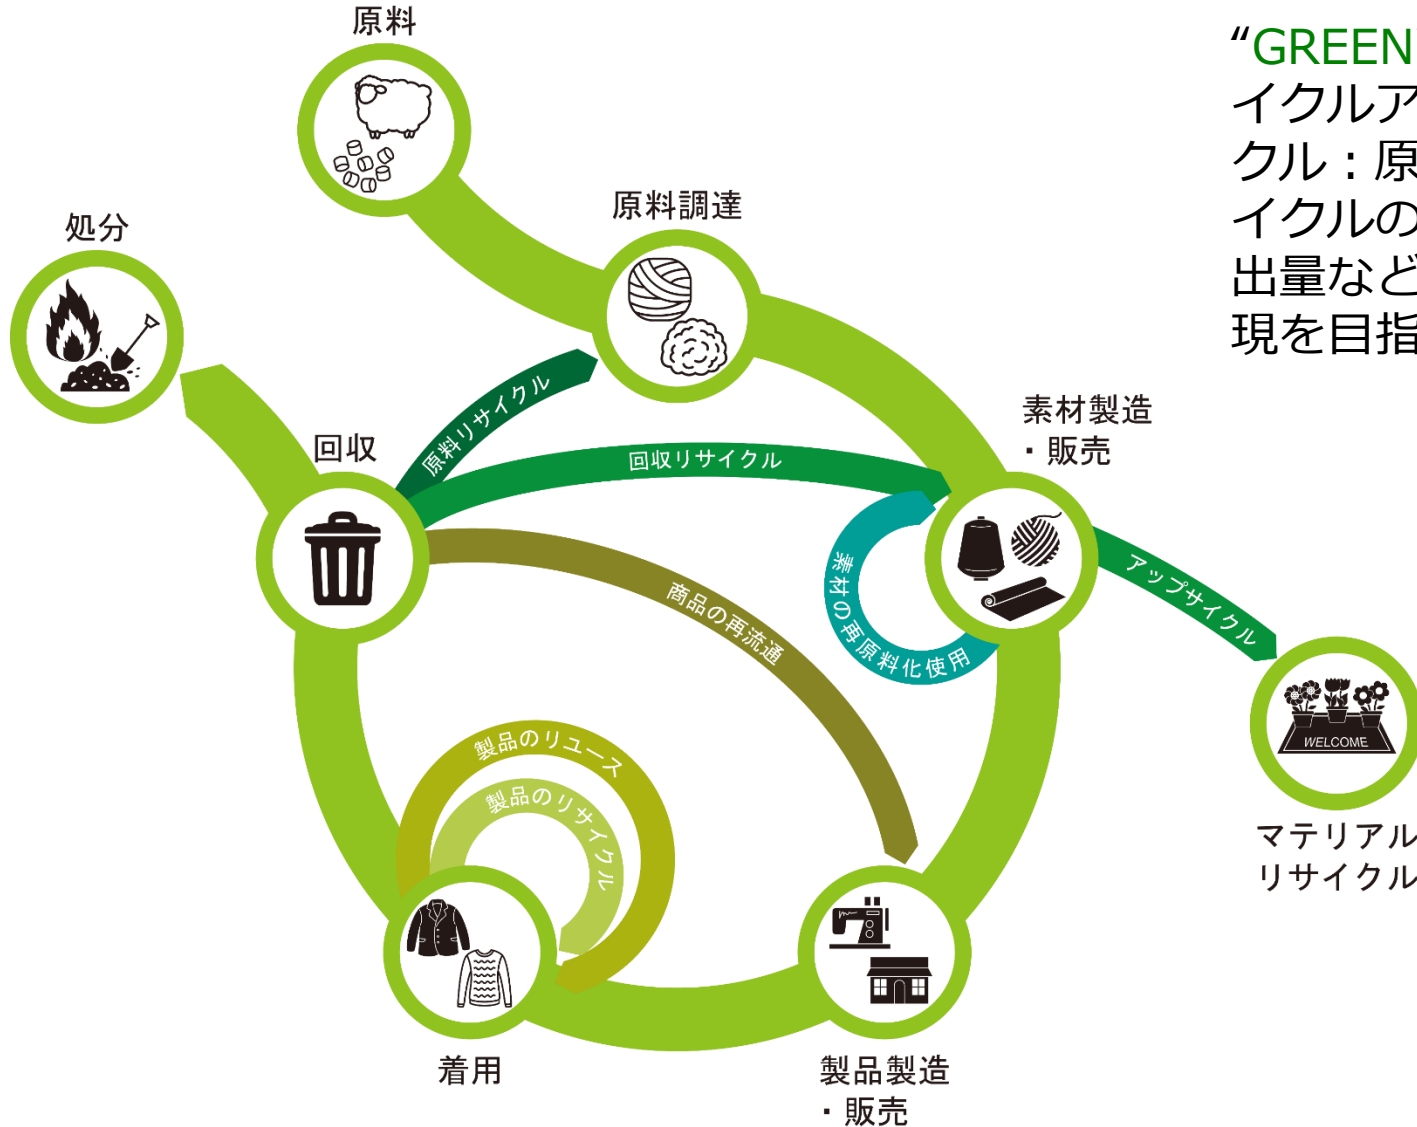 原料
“GREEN
イクルア
クル：原
イクルの
出量など
現を目指
原料調達
処分
素材製造
・販売
回収
原料リサイクル
回収リサイクル
アップサイクル
素材の再原料化使用
商品の再流通
製品のリユース
製品のリサイクル
WELCOME
マテリアル
リサイクル
着用
製品製造
・販売